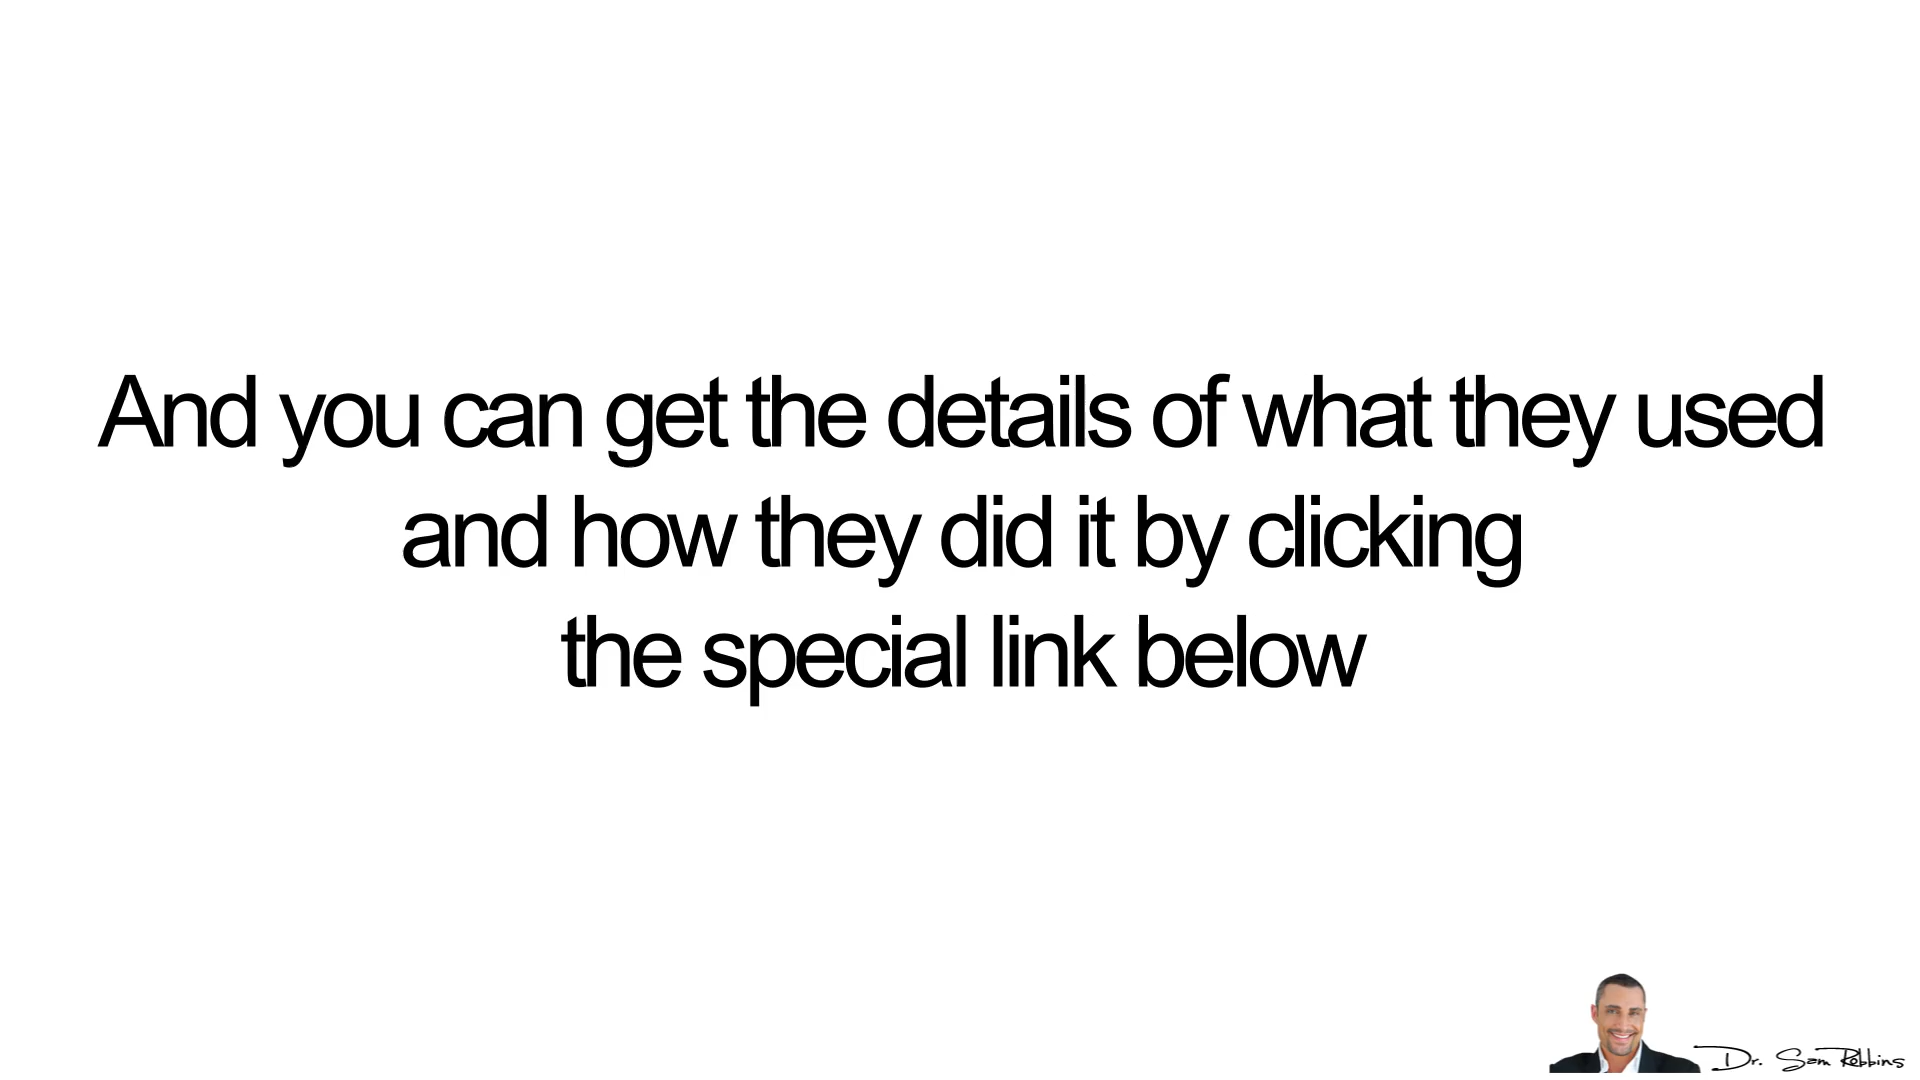 And you can get the details of what they used
and how they did it by clicking
the special link below
Dr. Sam Robbins